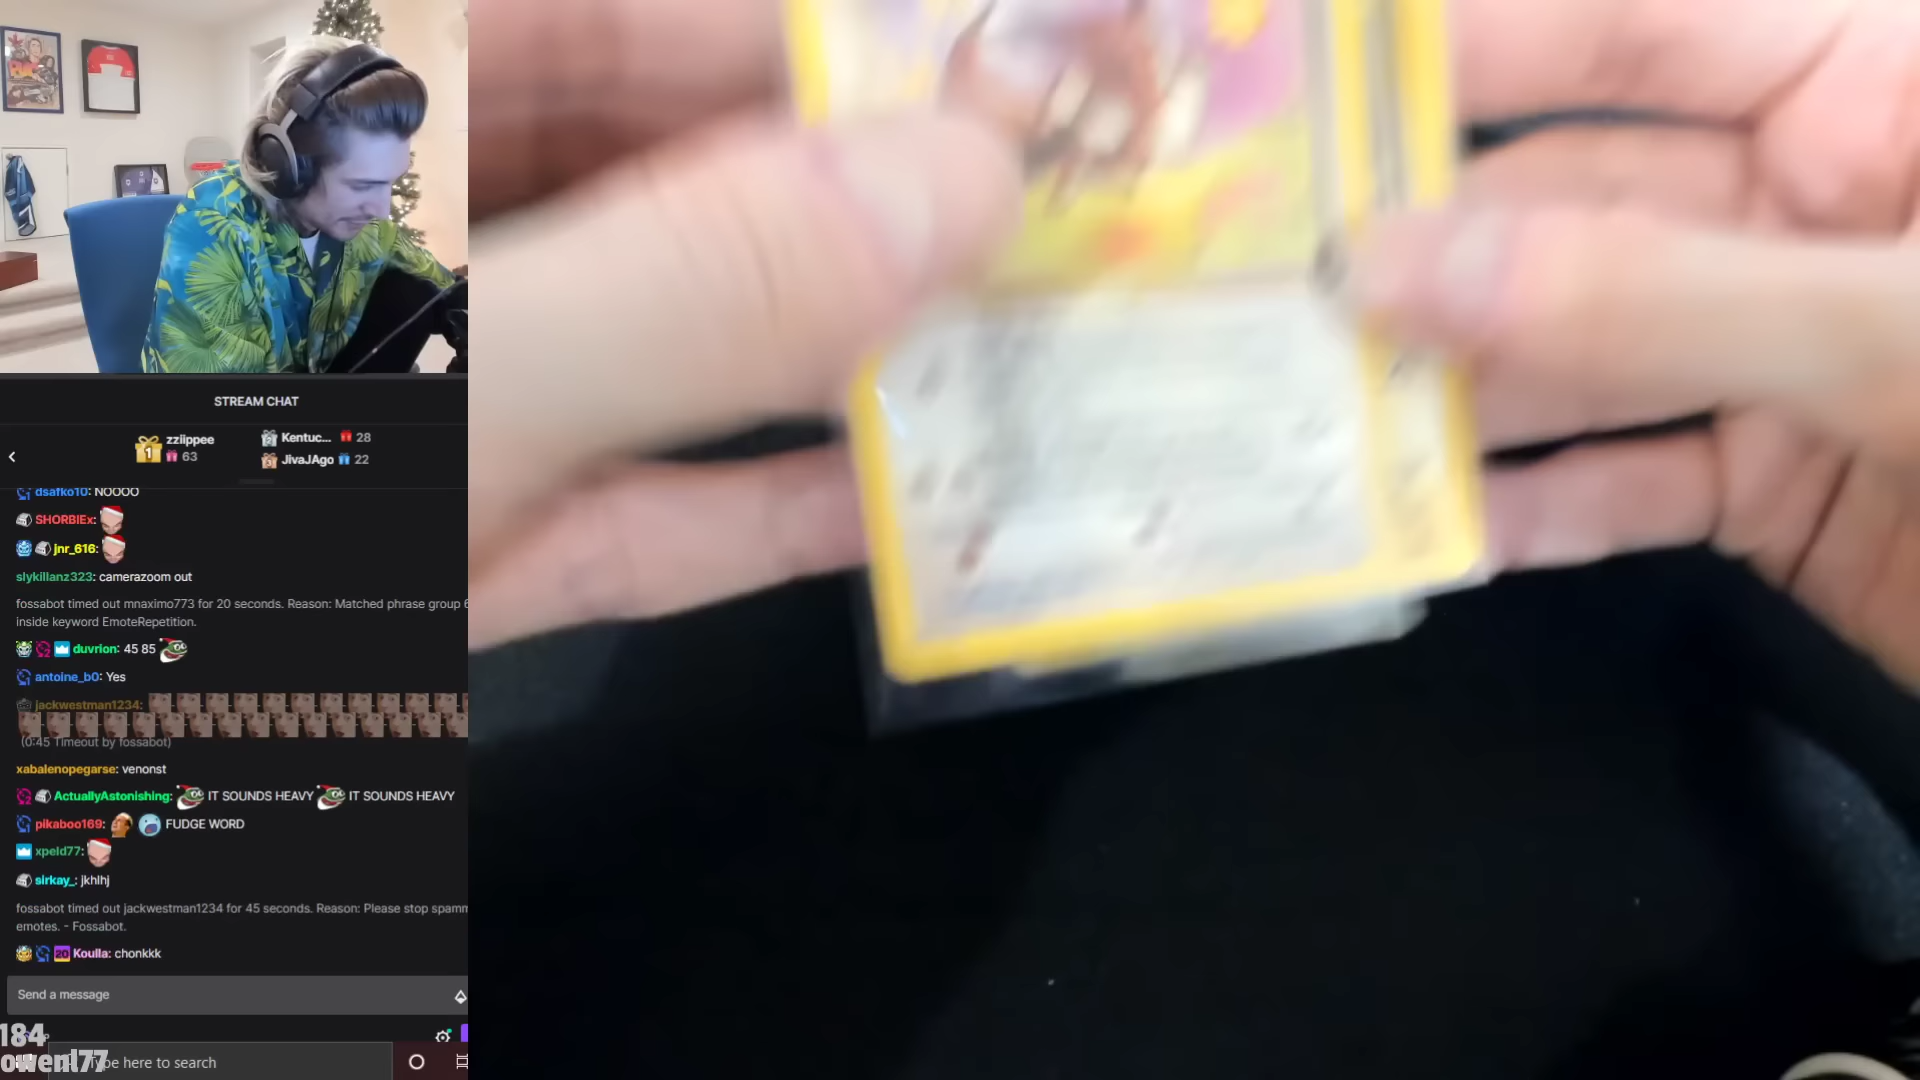 STREAM CHAT
zziippee
63
Kentuc... 28
JivaJAgo 22
dsafko10: NOOOO
SHORBIEx:
jnr_616:
slykillanz323: camerazoom out
fossabot timed out mnaximo773 for 20 seconds. Reason: Matched phrase group
inside keyword EmoteRepetition.
duvrion: 45 85
antoine_b0: Yes
jackwestman1234:
(0:45 Timeout by fossabot)
xabalenopegarse: venonst
ActuallyAstonishing: IT SOUNDS HEAVY IT SOUNDS HEAVY
pikaboo169: FUDGE WORD
xpeld77:
sirkay_: jkhlhj
fossabot timed out jackwestman1234 for 45 seconds. Reason: Please stop spamm
emotes. - Fossabot.
20 Koulla: chonkkk
Send a message
184
owenl77
Type here to search